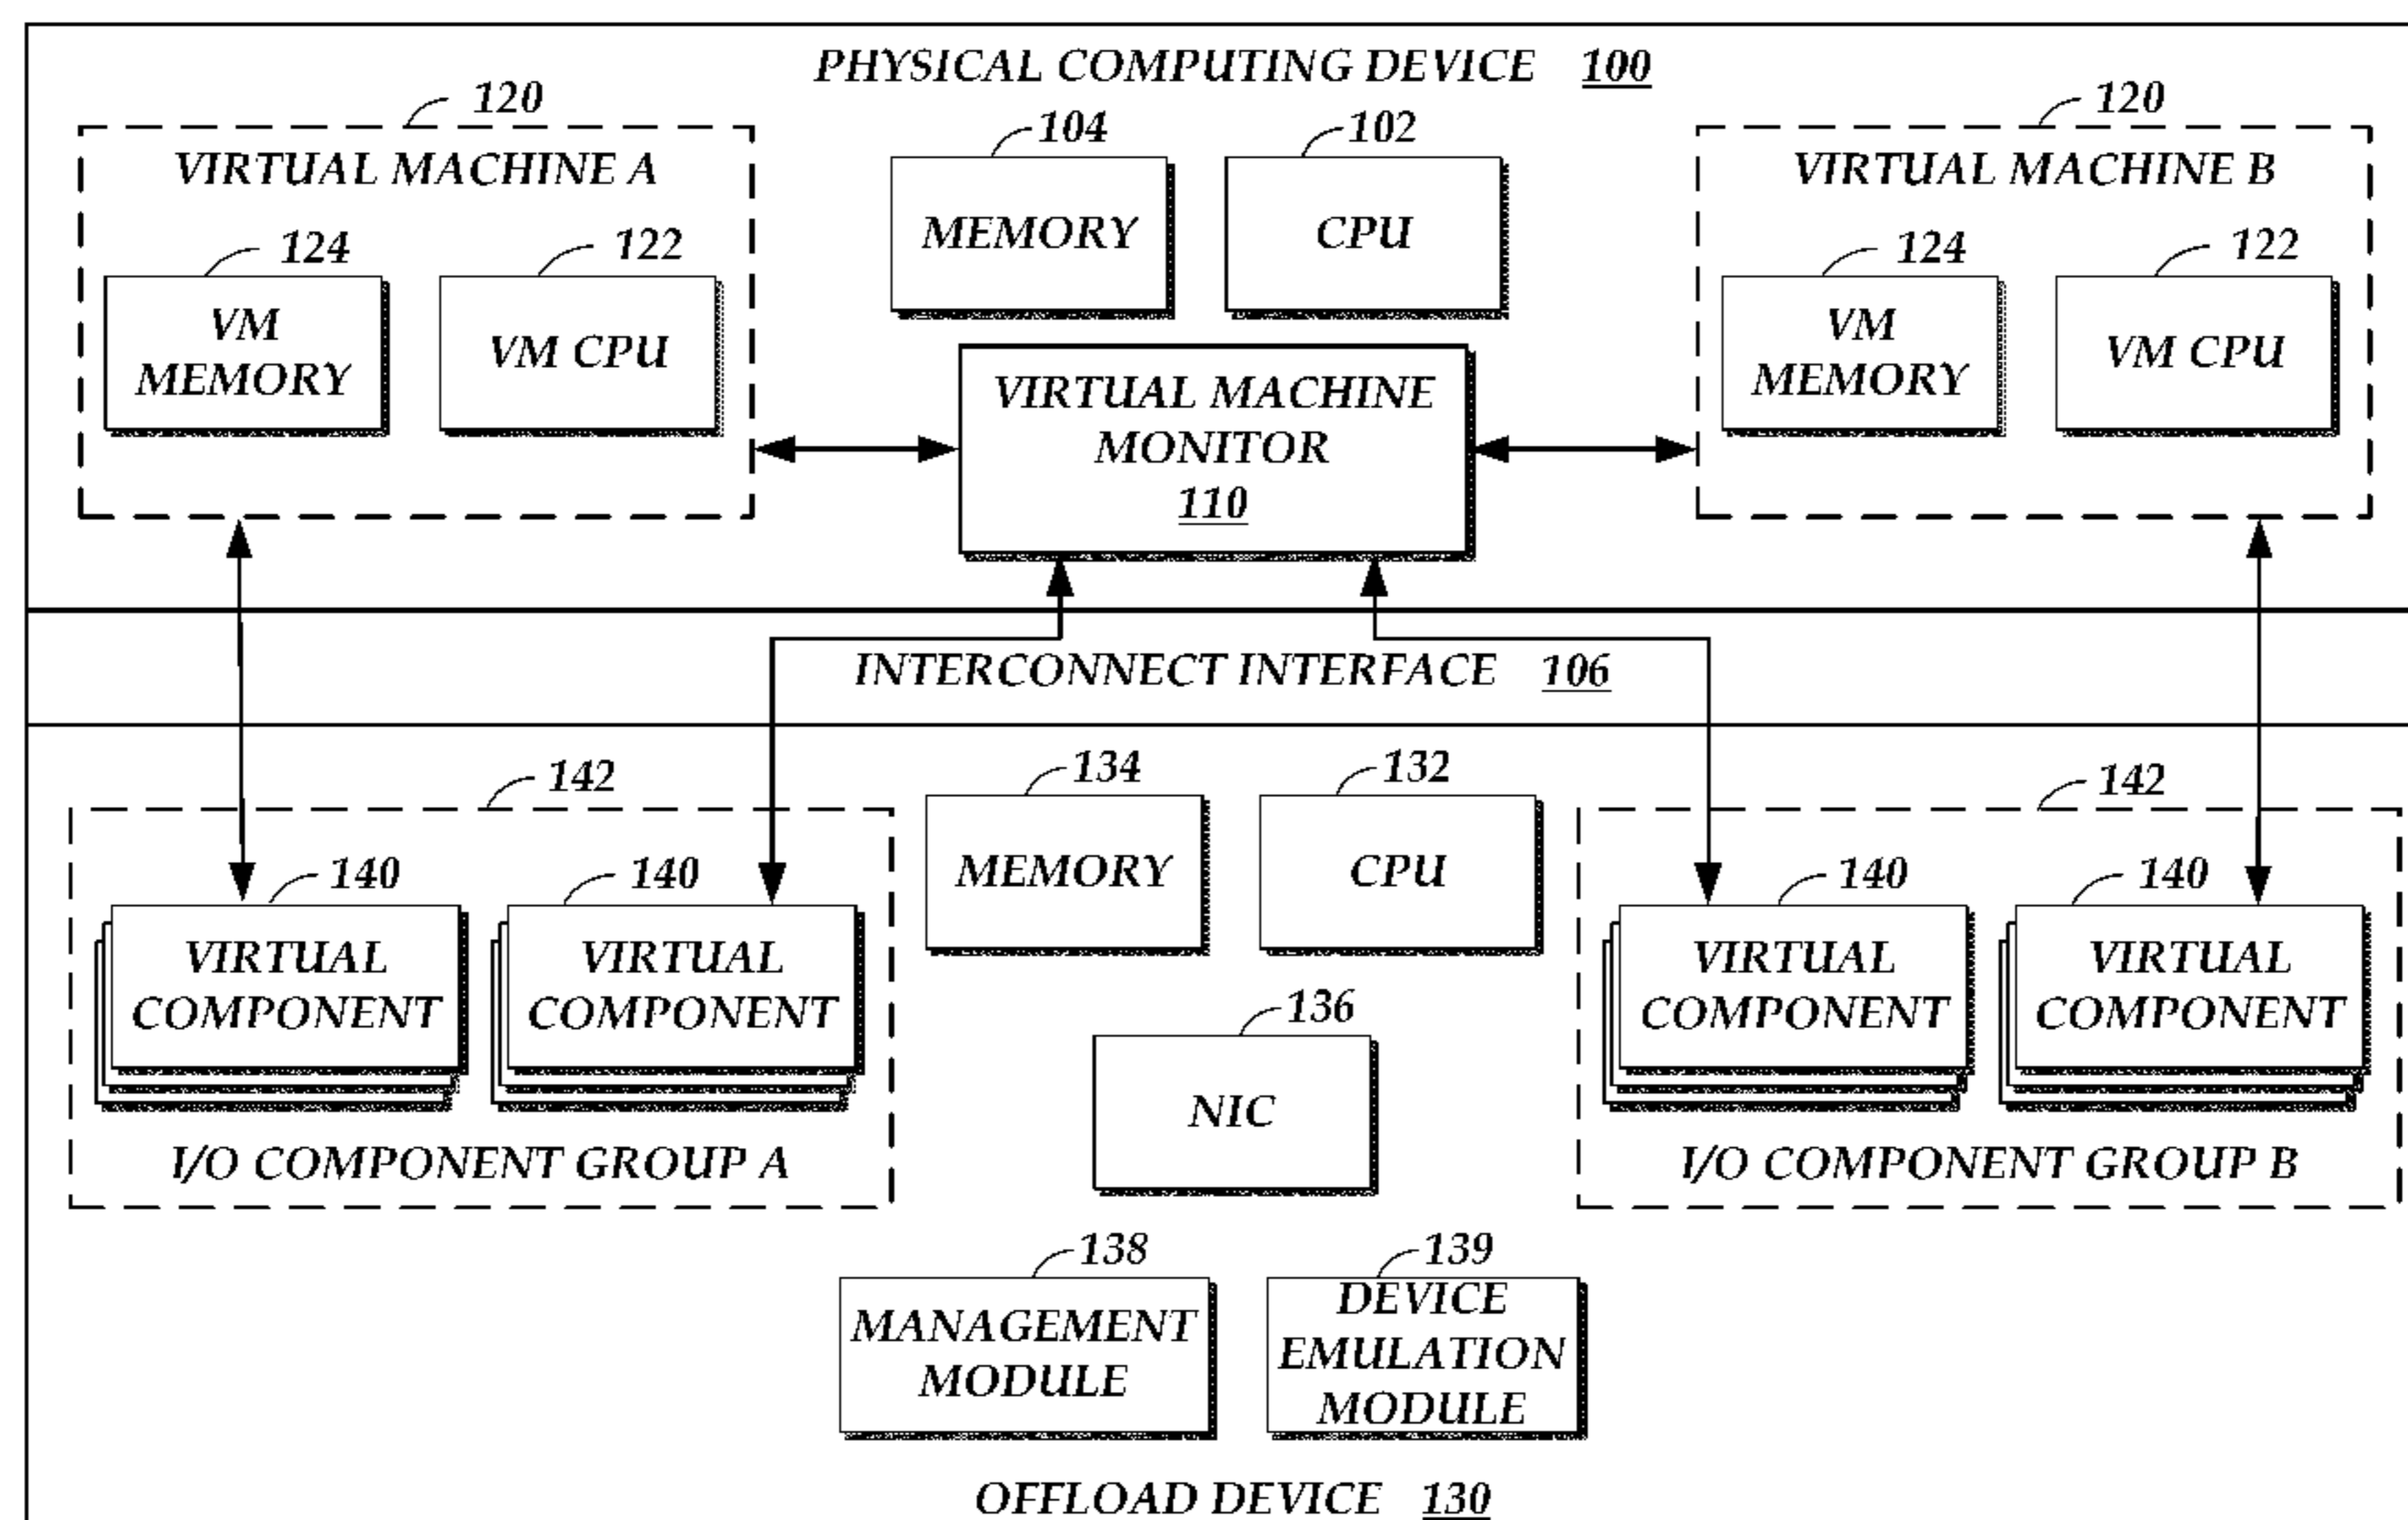 PHYSICAL COMPUTING DEVICE 100
120
VIRTUAL MACHINE A
124
VM
MEMORY
122
VM CPU
104
MEMORY
102
CPU
VIRTUAL MACHINE
MONITOR
110
120
VIRTUAL MACHINE B
124
VM
MEMORY
122
VM CPU
INTERCONNECT INTERFACE 106
142
140
VIRTUAL
COMPONENT
140
VIRTUAL
COMPONENT
I/O COMPONENT GROUP A
134
MEMORY
132
CPU
136
NIC
142
140
VIRTUAL
COMPONENT
140
VIRTUAL
COMPONENT
I/O COMPONENT GROUP B
138
MANAGEMENT
MODULE
139
DEVICE
EMULATION
MODULE
OFFLOAD DEVICE 130